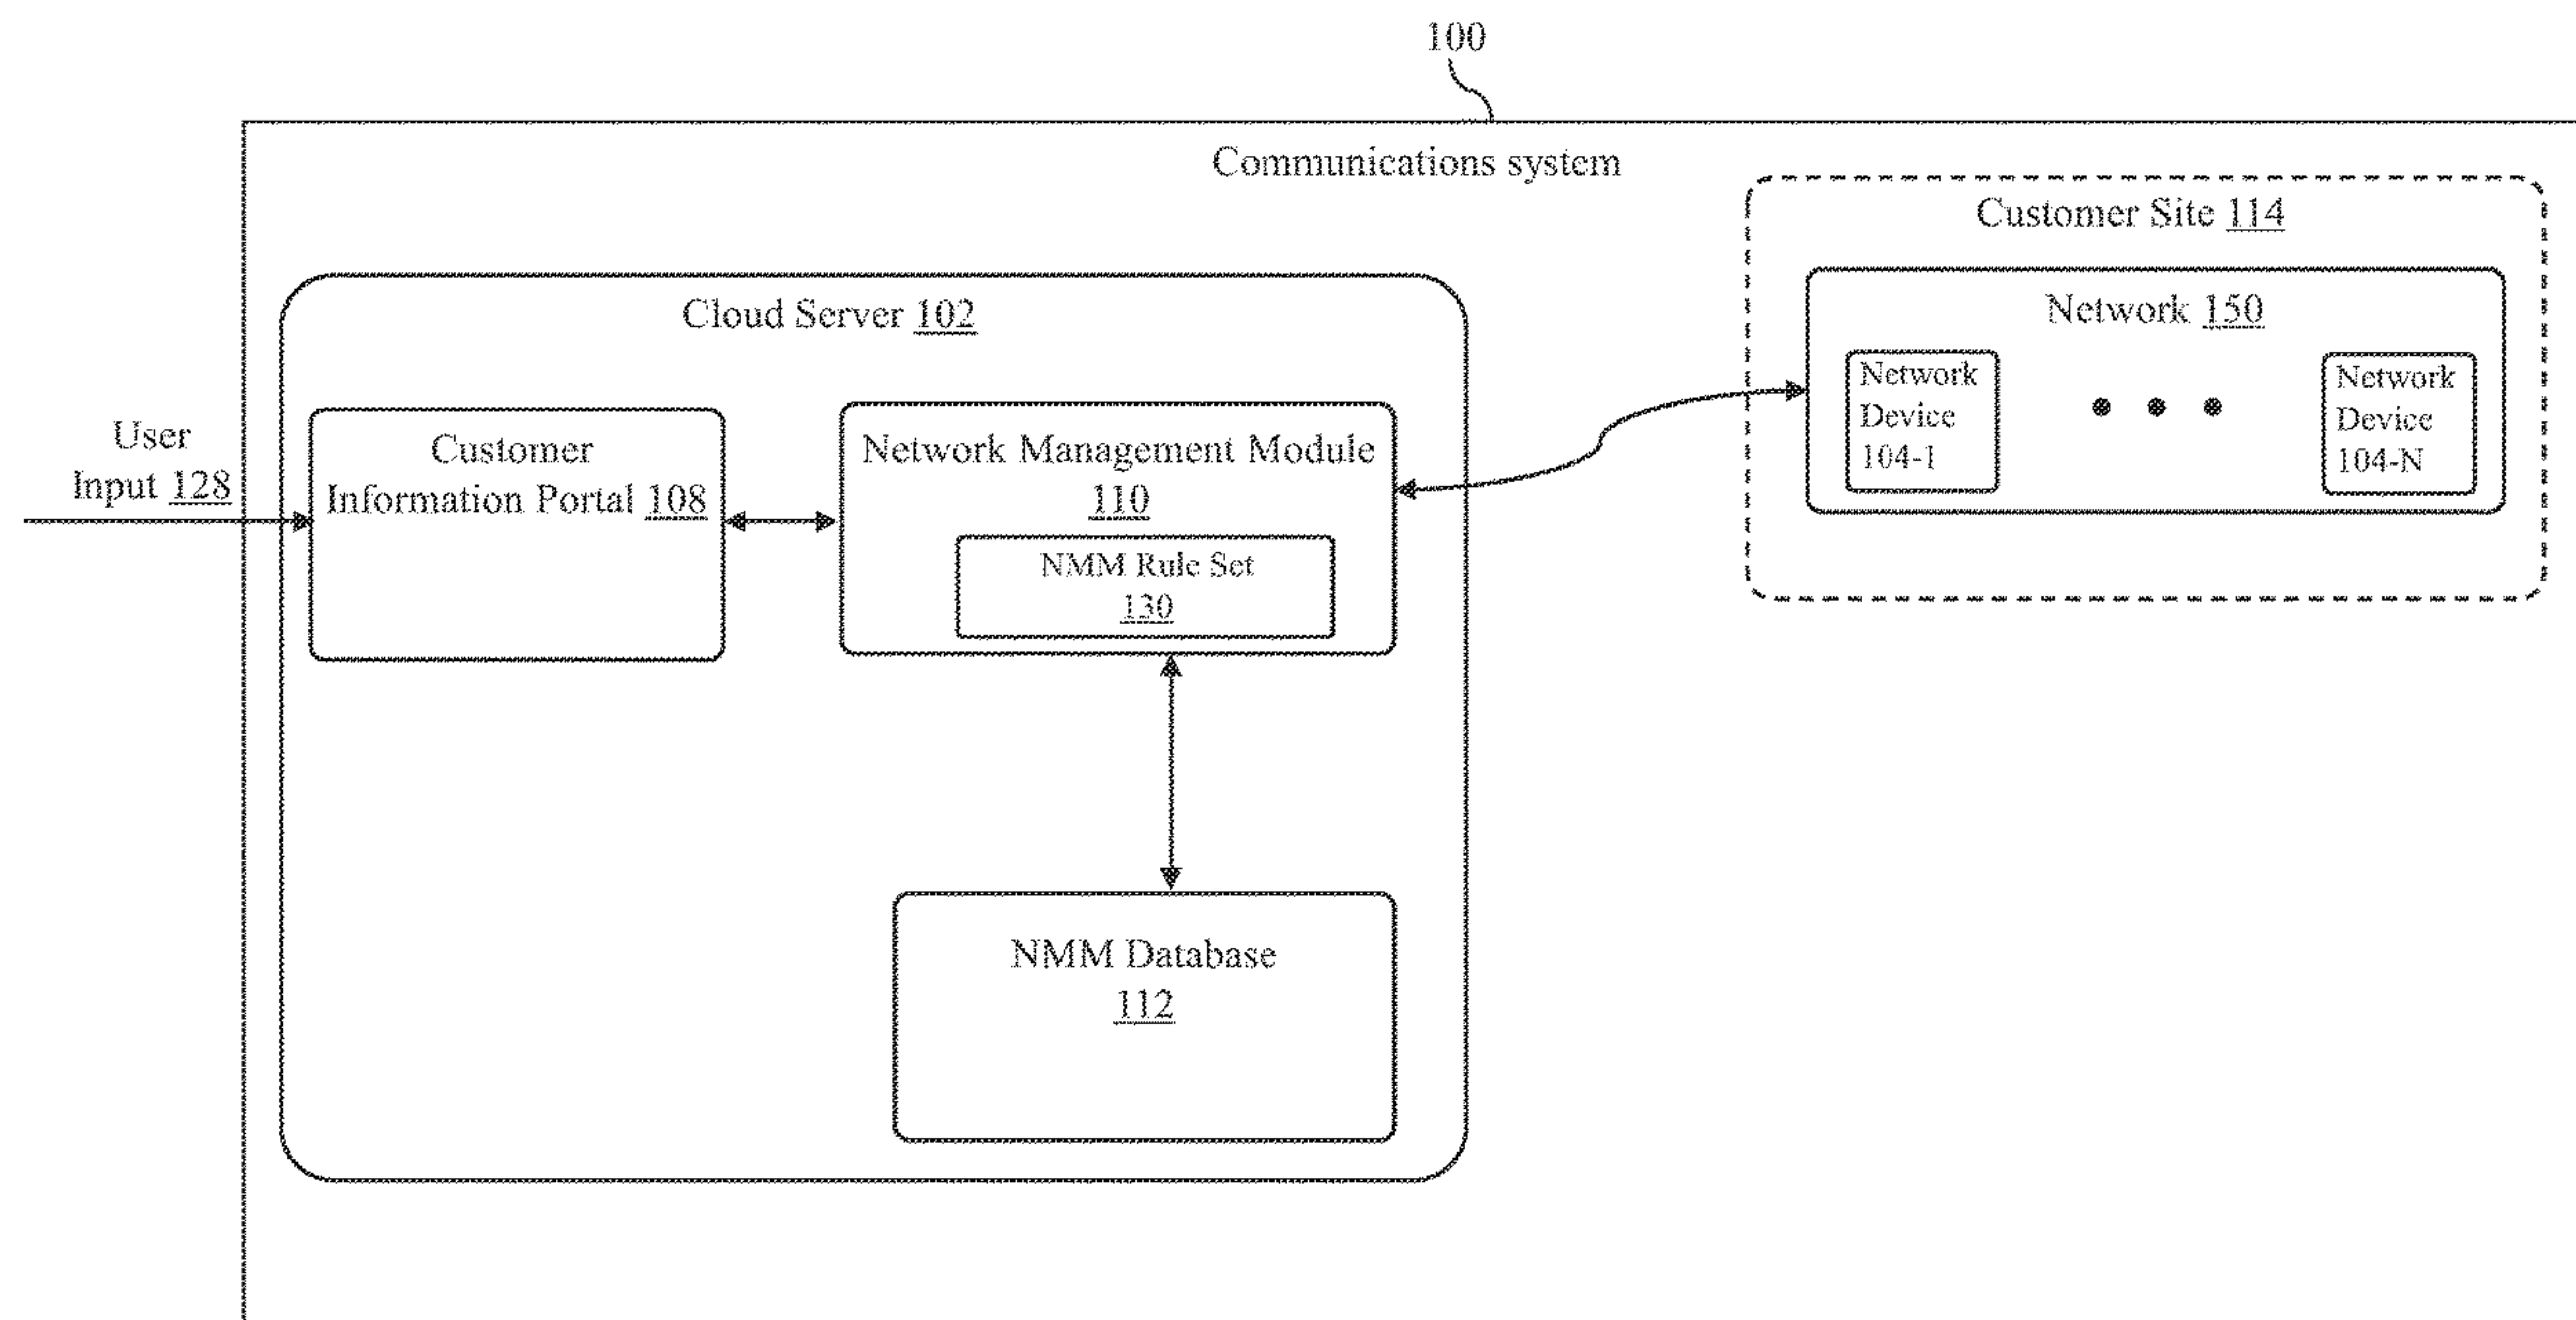 100
Communications system
Customer Site 114
Network 150
Network
Device
104-1
Network
Device
104-N
Cloud Server 102
User
Input 128
Customer
Information Portal 108
Network Management Module
110
NMM Rule Set
130
NMM Database
112